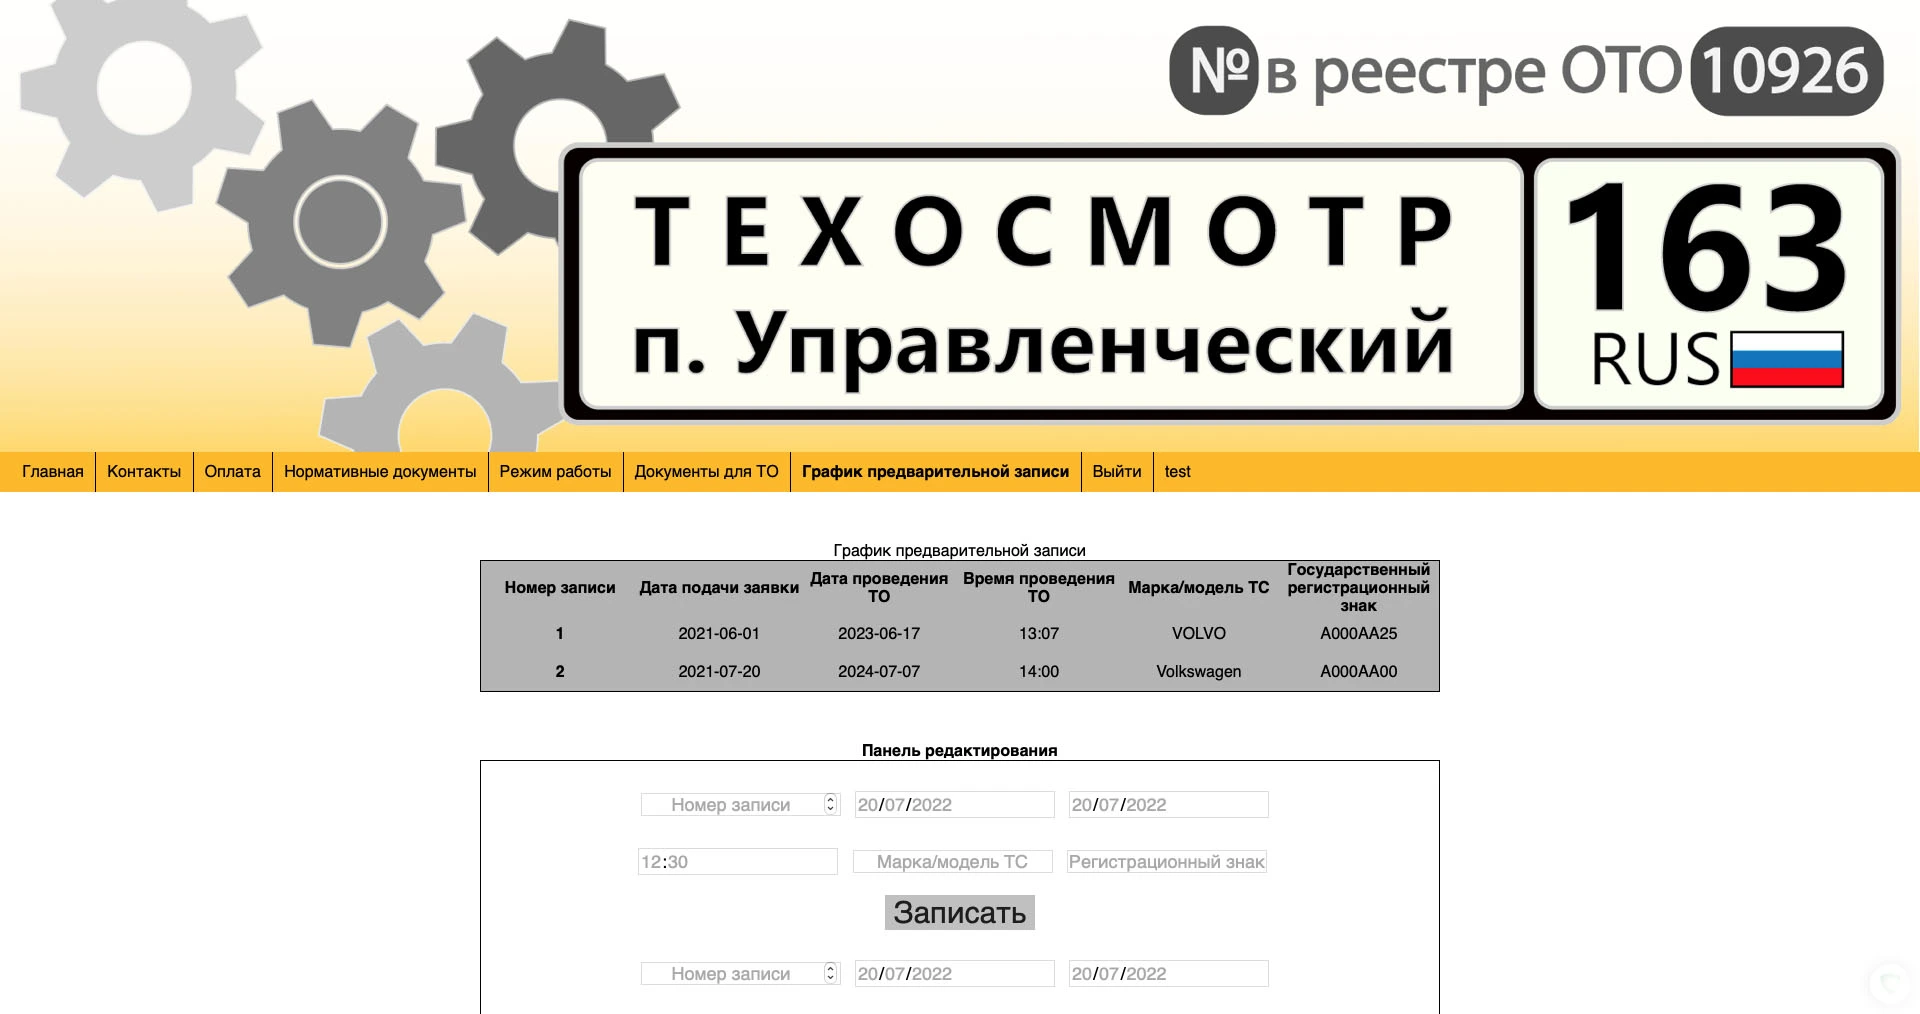 № в реестре ОТО 10926
ТЕХОСМОТР
п. Управленческий
163
RUS
Главная Контакты Оплата Нормативные документы Режим работы Документы для ТО График предварительной записи Выйти test
График предварительной записи
Номер записи Дата подачи заявки Дата проведения ТО Время проведения ТО Марка/модель ТС Государственный регистрационный знак
1 2021-06-01 2023-06-17 13:07 VOLVO A000AA25
2 2021-07-20 2024-07-07 14:00 Volkswagen A000AA00
Панель редактирования
Номер записи 20/07/2022 20/07/2022
12:30 Марка/модель ТС Регистрационный знак
Записать
Номер записи 20/07/2022 20/07/2022